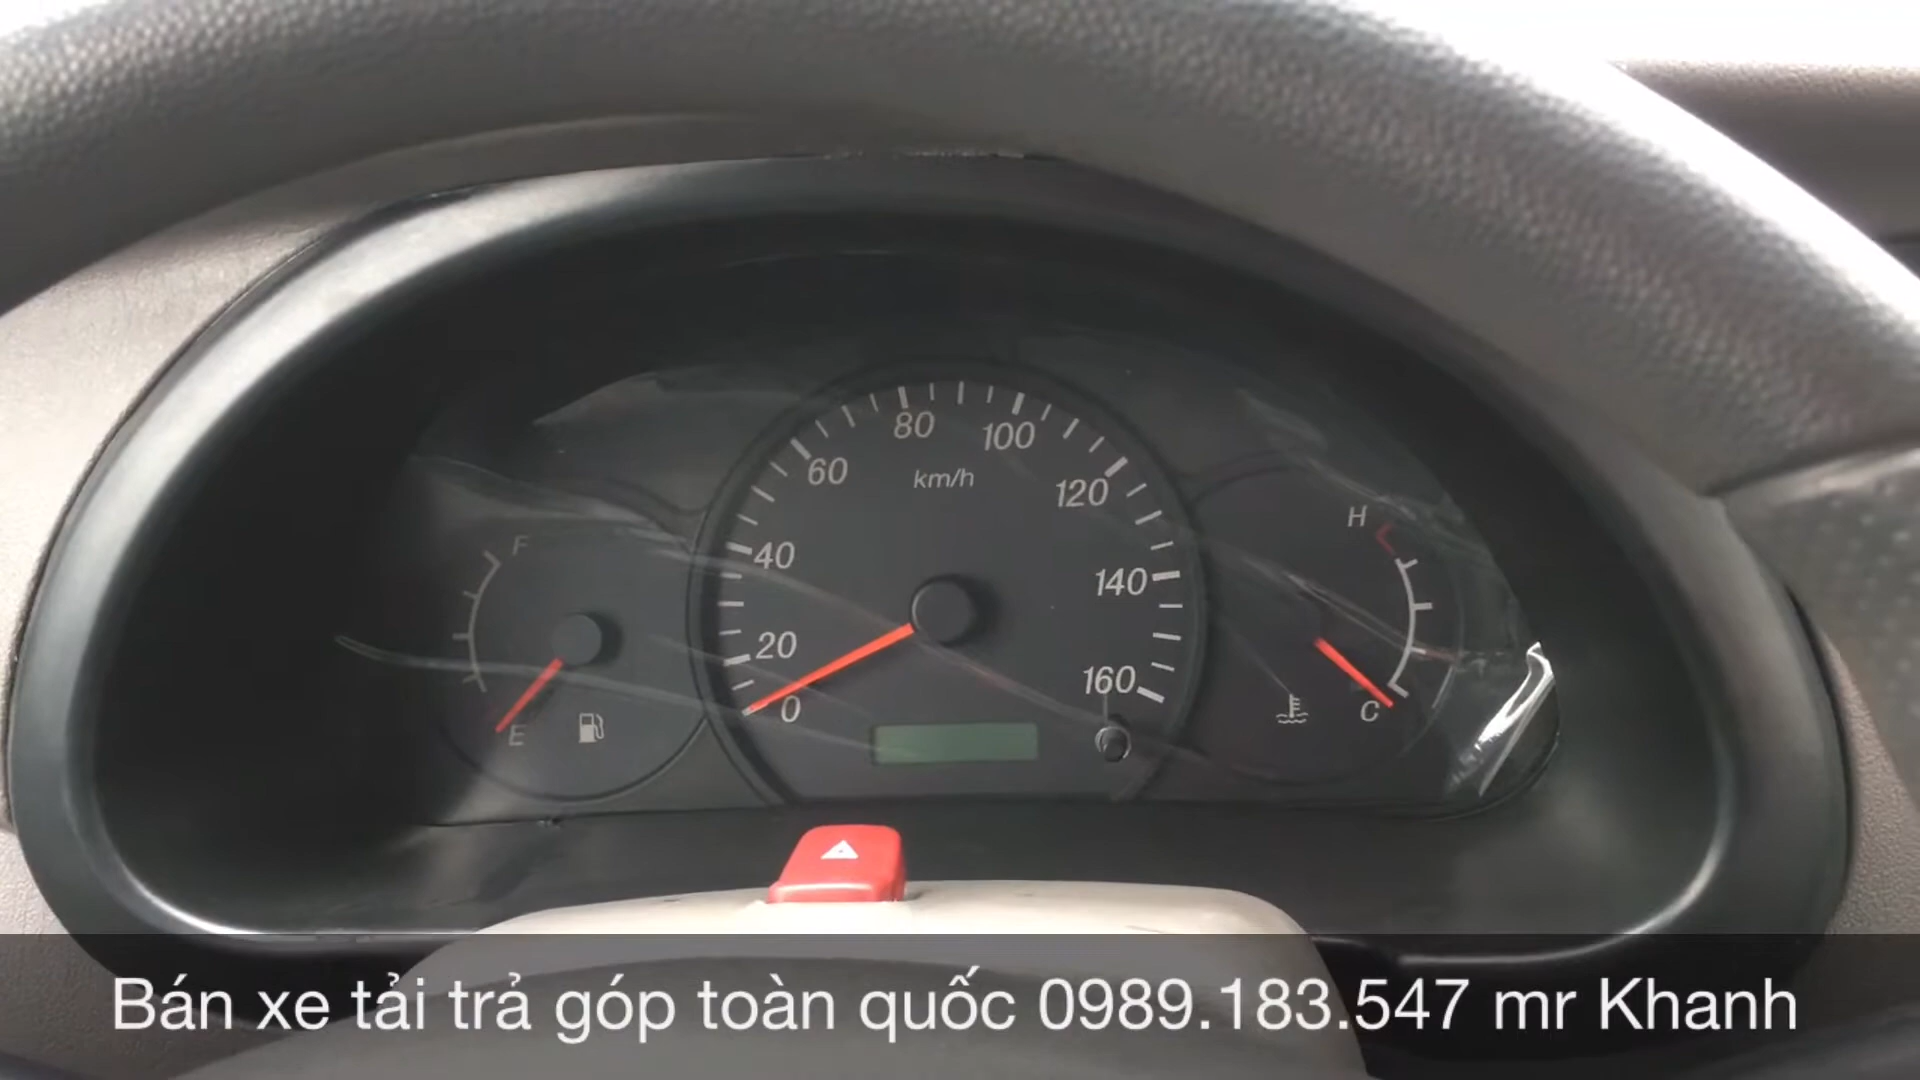 80
100
60
km/h
120
H
F
40
140
20
160
0
C
E
Bán xe tải trả góp toàn quốc 0989.183.547 mr Khanh